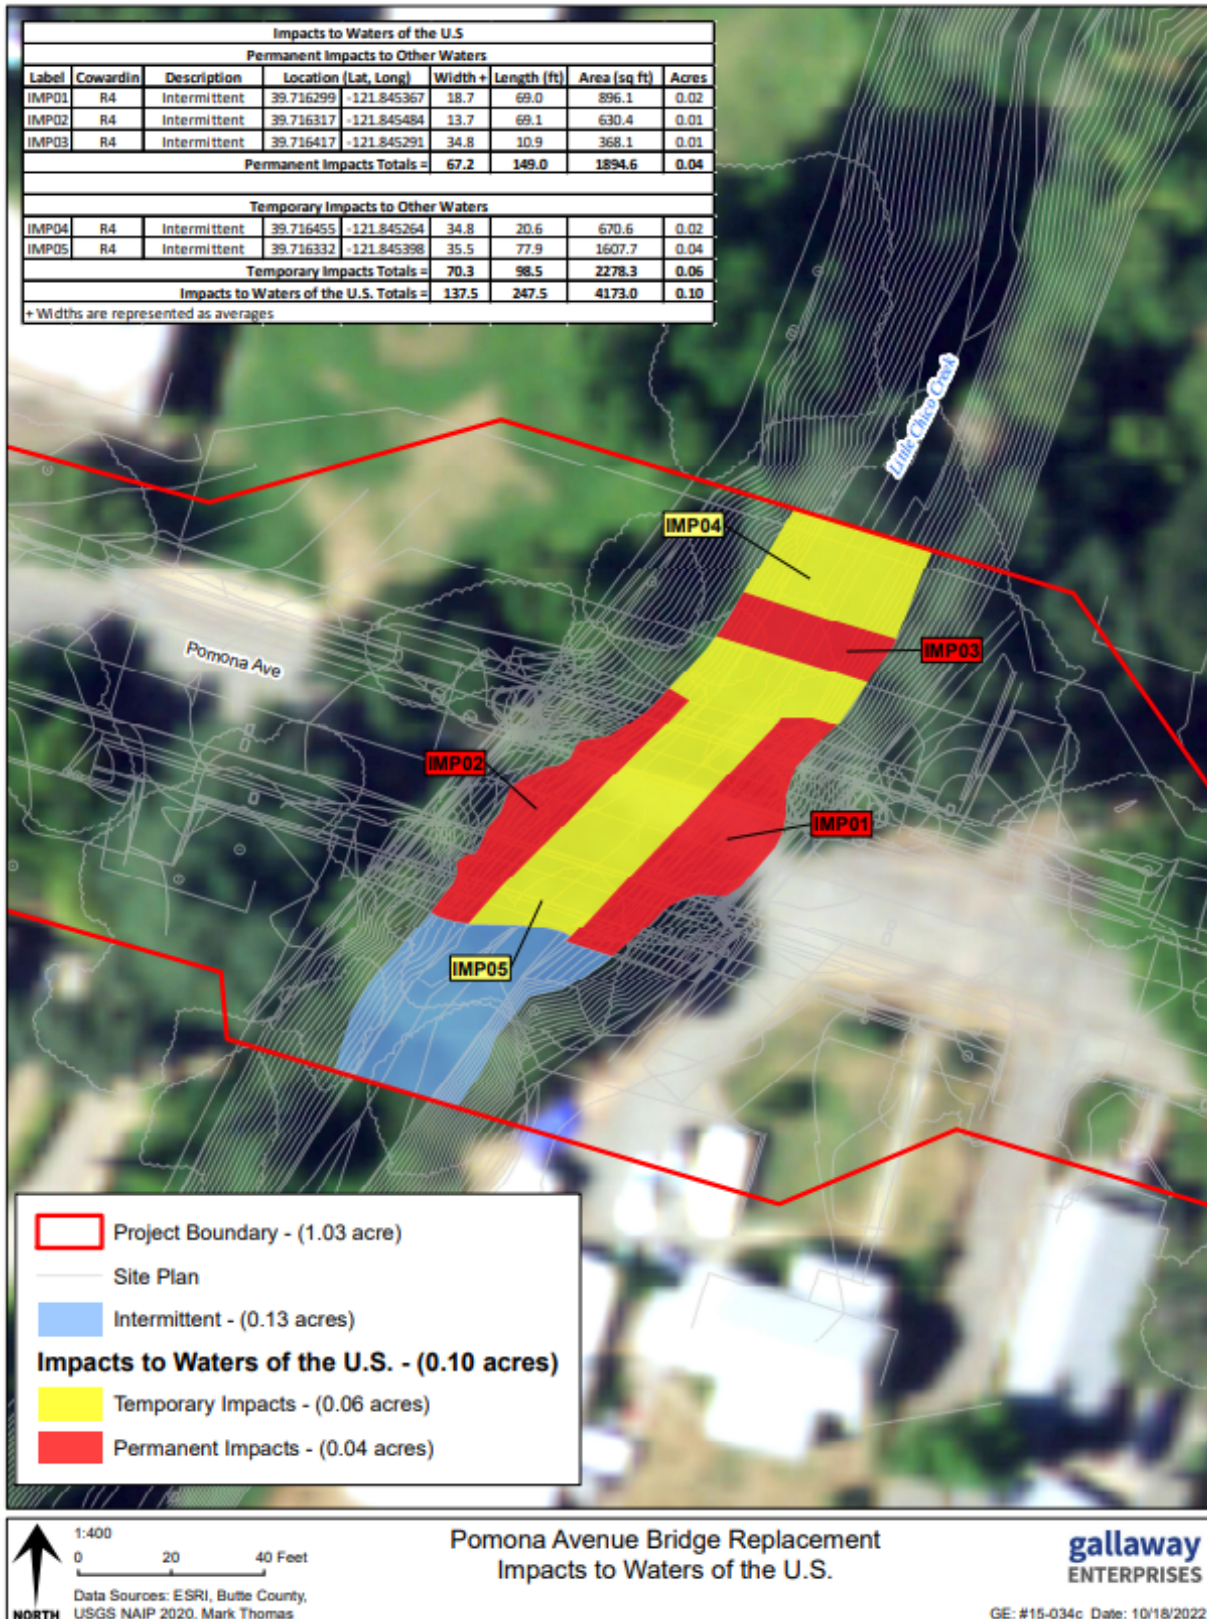 Impacts to Waters of the U.S
Permanent Impacts to Other Waters
Label Cowardin Description Location (Lat, Long) Width + Length (ft) Area (sq ft) Acres
IMP01 R4 Intermittent 39.716299 -121.845367 18.7 69.0 896.1 0.02
IMP02 R4 Intermittent 39.716317 -121.845484 13.7 69.1 630.4 0.01
IMP03 R4 Intermittent 39.716417 -121.845291 34.8 10.9 368.1 0.01
Permanent Impacts Totals = 67.2 149.0 1894.6 0.04
Temporary Impacts to Other Waters
IMP04 R4 Intermittent 39.716455 -121.845264 34.8 20.6 670.6 0.02
IMP05 R4 Intermittent 39.716332 -121.845398 35.5 77.9 1607.7 0.04
Temporary Impacts Totals = 70.3 98.5 2278.3 0.06
Impacts to Waters of the U.S. Totals = 137.5 247.5 4173.0 0.10
+ Widths are represented as averages
Little Chico Creek
IMP04
IMP03
Pomona Ave
IMP02
IMP01
IMP05
Project Boundary - (1.03 acre)
Site Plan
Intermittent - (0.13 acres)
Impacts to Waters of the U.S. - (0.10 acres)
Temporary Impacts - (0.06 acres)
Permanent Impacts - (0.04 acres)
NORTH
1:400
0 20 40 Feet
Data Sources: ESRI, Butte County,
USGS NAIP 2020, Mark Thomas
Pomona Avenue Bridge Replacement
Impacts to Waters of the U.S.
gallaway
ENTERPRISES
GE: #15-034c Date: 10/18/2022